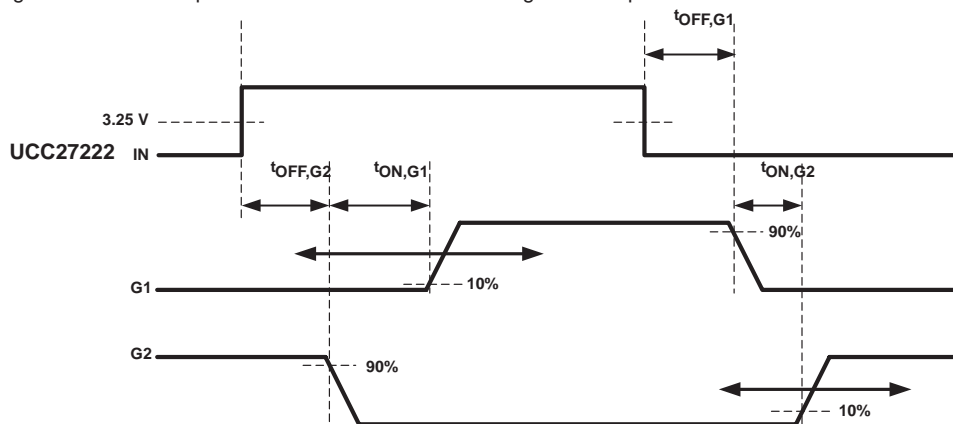 tOFF,G1
3.25 V
UCC27222 IN
tOFF,G2 tON,G1 tON,G2
90%
10%
G1
G2
90%
10%